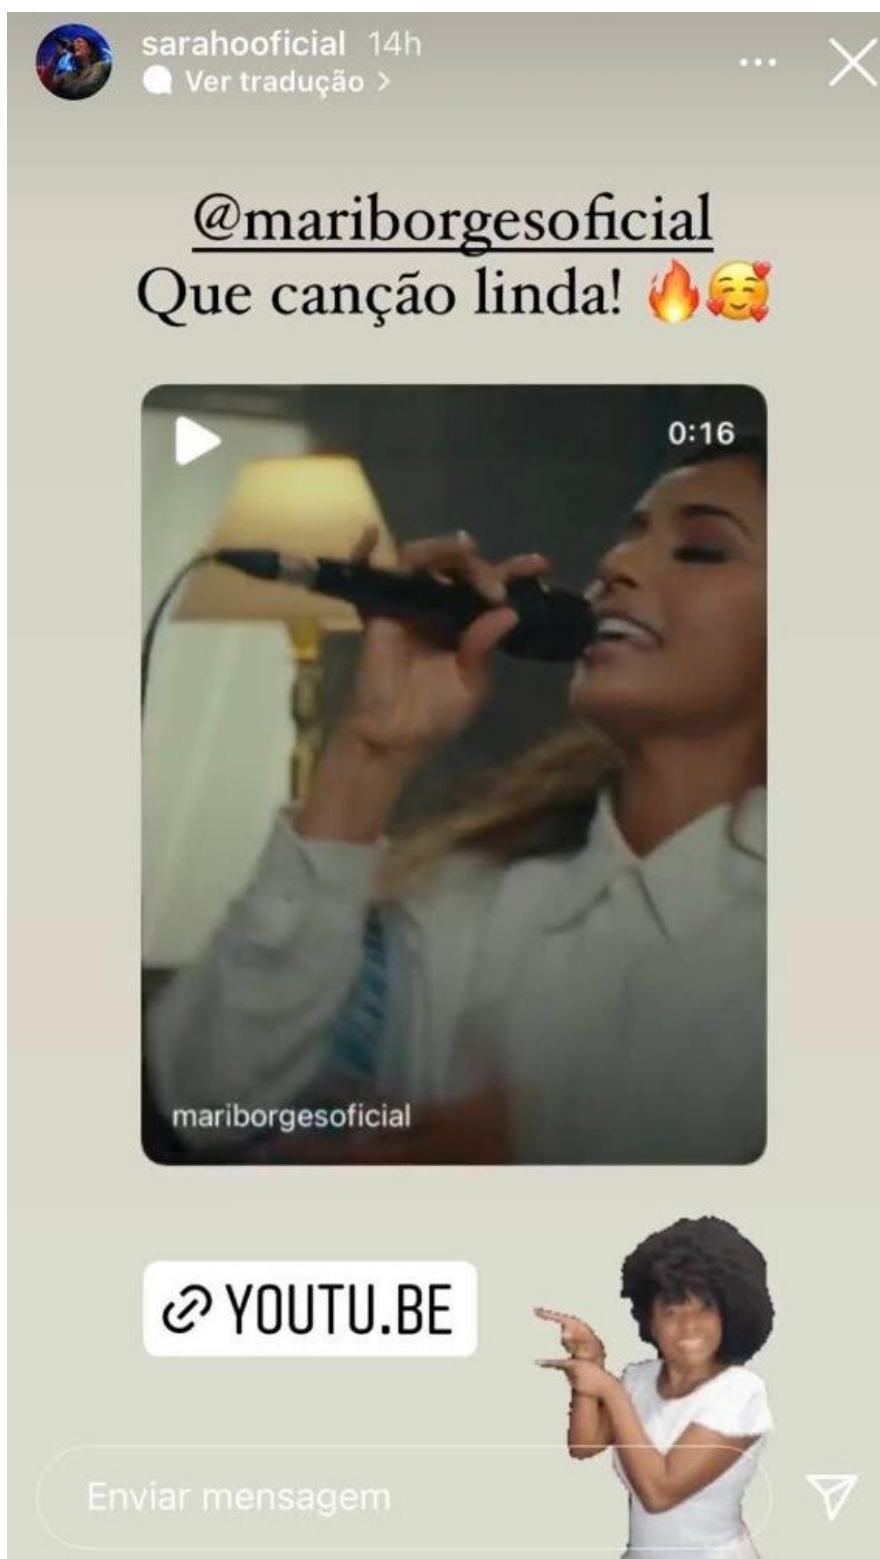 sarahooficial 14h
Ver tradução >
@mariborgesoficial
Que canção linda! 🔥🥰
0:16
mariborgesoficial
YOUTU.BE
Enviar mensagem